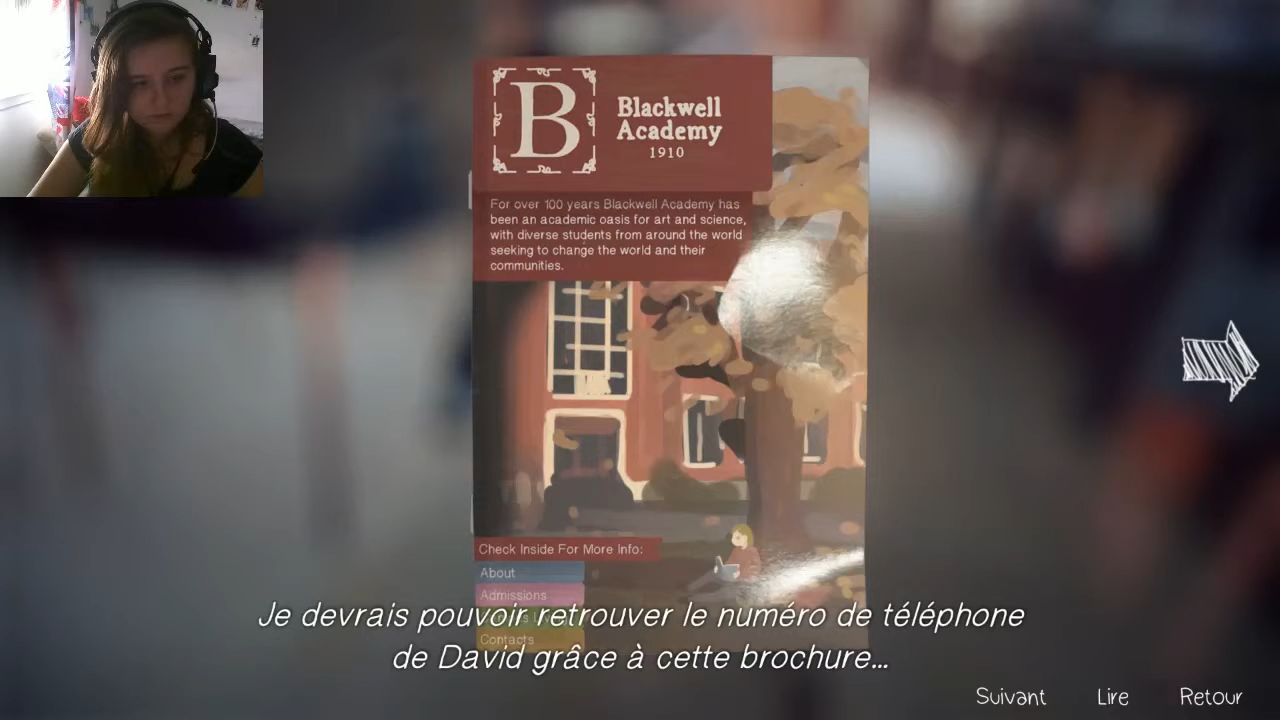 B
Blackwell
Academy
1910
For over 100 years Blackwell Academy has
been an academic oasis for art and science,
with diverse students from around the world
seeking to change the world and their
communities.
Check Inside For More Info:
About
Admissions
Contacts
Je devrais pouvoir retrouver le numéro de téléphone
de David grâce à cette brochure...
Suivant Lire Retour